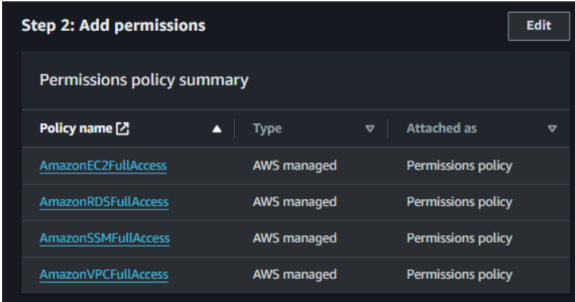 Step 2: Add permissions Edit
Permissions policy summary
Policy name Type Attached as
AmazonEC2FullAccess AWS managed Permissions policy
AmazonRDSFullAccess AWS managed Permissions policy
AmazonSSMFullAccess AWS managed Permissions policy
AmazonVPCFullAccess AWS managed Permissions policy